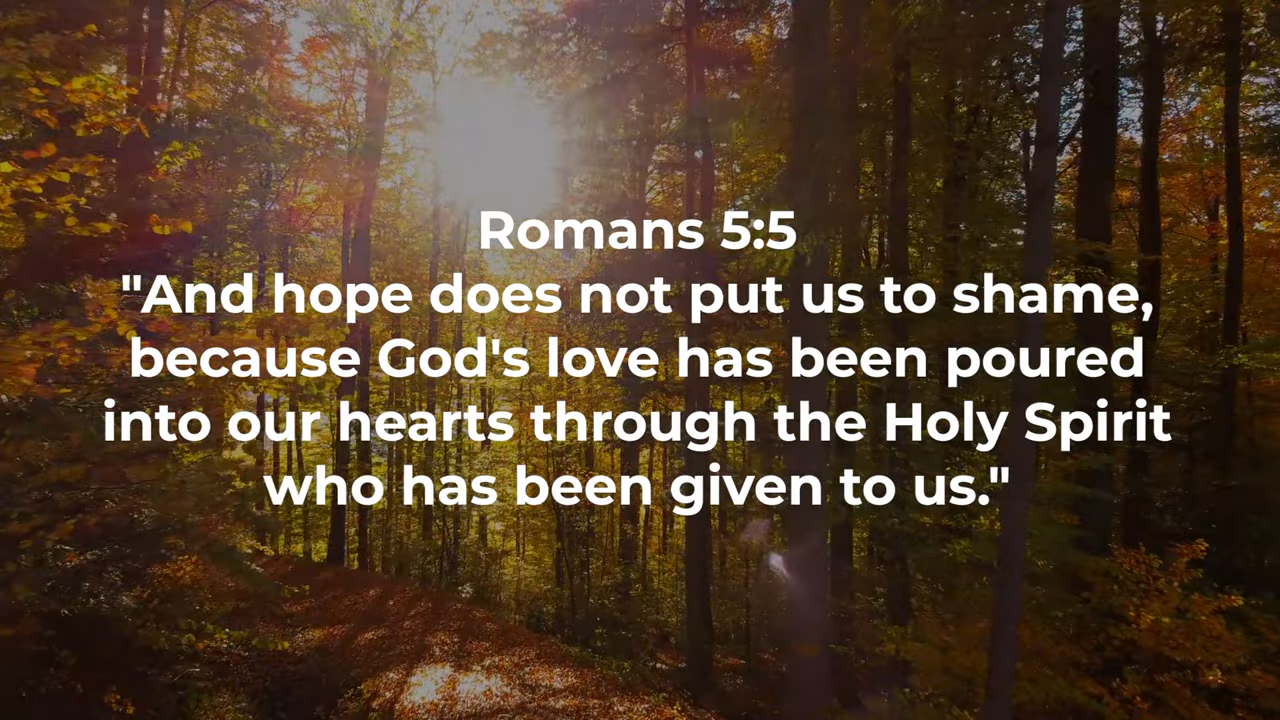 Romans 5:5
"And hope does not put us to shame,
because God's love has been poured
into our hearts through the Holy Spirit
who has been given to us."